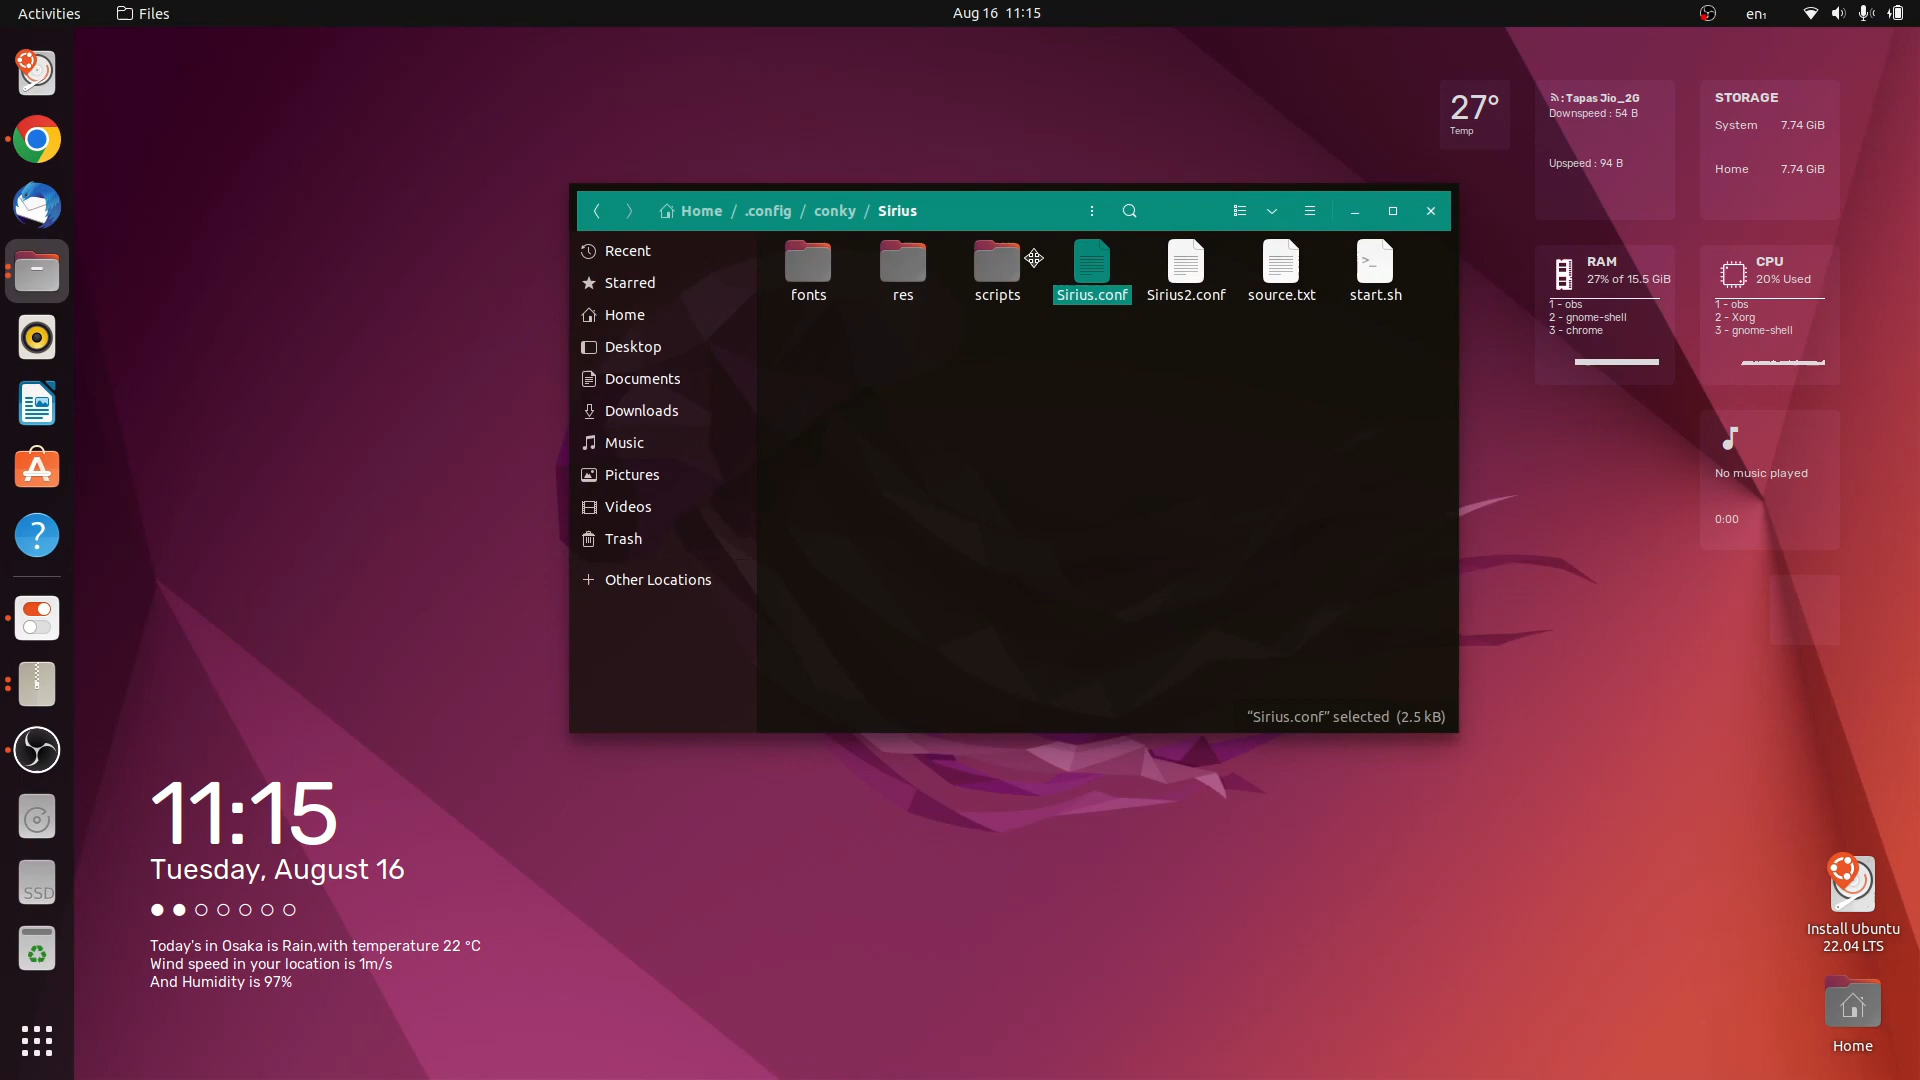 Activities
Files
Aug 16 11:15
en₁
27°
Temp
: Tapas Jio_2G
Downspeed : 54 B
Upspeed : 94 B
STORAGE
System 7.74 GiB
Home 7.74 GiB
Home / .config / conky / Sirius
Recent
Starred
Home
Desktop
Documents
Downloads
Music
Pictures
Videos
Trash
Other Locations
fonts
res
scripts
Sirius.conf
Sirius2.conf
source.txt
>_
start.sh
“Sirius.conf” selected (2.5 kB)
RAM
27% of 15.5 GiB
1 - obs
2 - gnome-shell
3 - chrome
CPU
20% Used
1 - obs
2 - Xorg
3 - gnome-shell
No music played
0:00
SSD
11:15
Tuesday, August 16
Today's in Osaka is Rain,with temperature 22 °C
Wind speed in your location is 1m/s
And Humidity is 97%
Install Ubuntu
22.04 LTS
Home